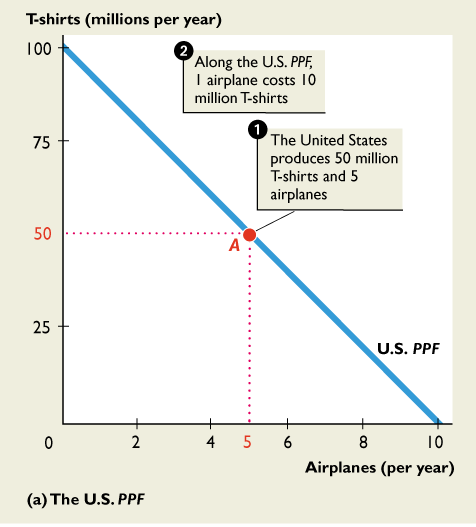 T-shirts (millions per year)
100
2
Along the U.S. PPF,
1 airplane costs 10
million T-shirts
1
The United States
produces 50 million
T-shirts and 5
airplanes
75
50
A
25
U.S. PPF
0
2
4
5
6
8
10
Airplanes (per year)
(a) The U.S. PPF